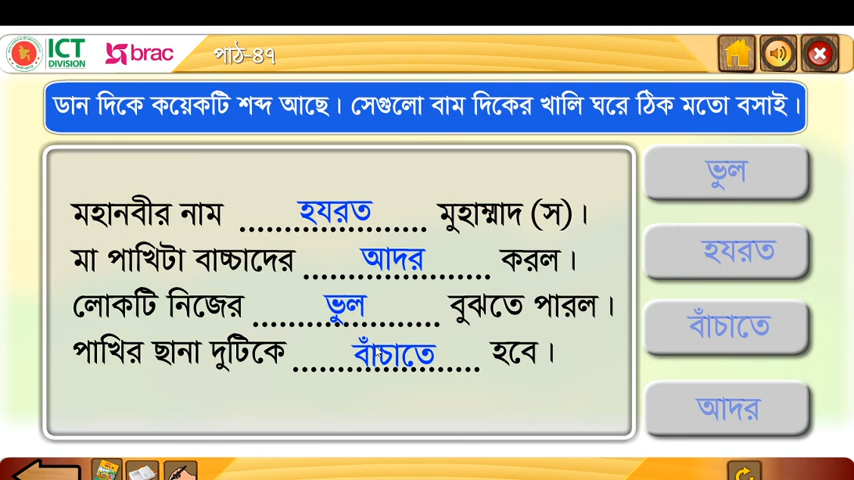 ICT
DIVISION
brac
পাঠ-৪৭
ডান দিকে কয়েকটি শব্দ আছে। সেগুলো বাম দিকের খালি ঘরে ঠিক মতো বসাই।
মহানবীর নাম হযরত মুহাম্মাদ (স)।
মা পাখিটা বাচ্চাদের আদর করল।
লোকটি নিজের ভুল বুঝতে পারল।
পাখির ছানা দুটিকে বাঁচাতে হবে।
ভুল
হযরত
বাঁচাতে
আদর